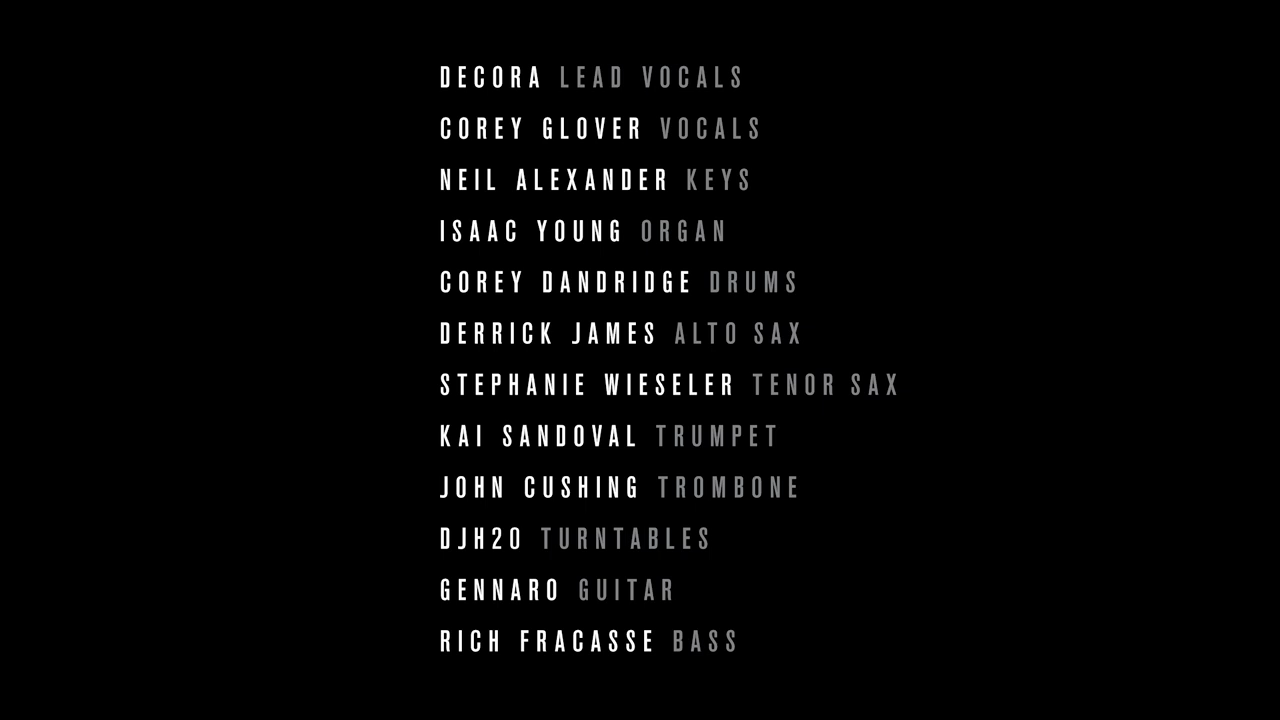 DECORA LEAD VOCALS
COREY GLOVER VOCALS
NEIL ALEXANDER KEYS
ISAAC YOUNG ORGAN
COREY DANDRIDGE DRUMS
DERRICK JAMES ALTO SAX
STEPHANIE WIESELER TENOR SAX
KAI SANDOVAL TRUMPET
JOHN CUSHING TROMBONE
DJH20 TURNTABLES
GENNARO GUITAR
RICH FRACASSE BASS